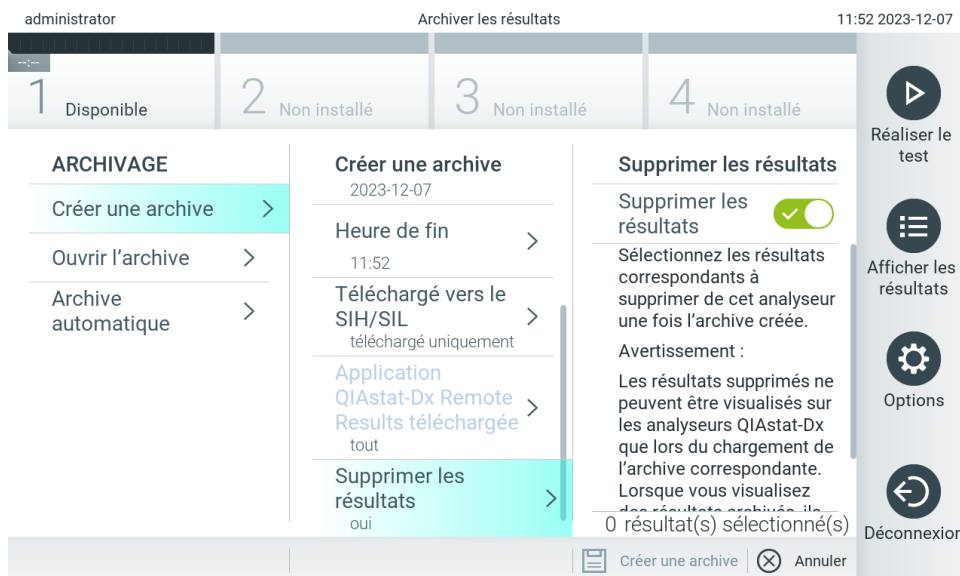 administrator
Archiver les résultats
11:52 2023-12-07
--:--
1 Disponible
2 Non installé
3 Non installé
4 Non installé
ARCHIVAGE
Créer une archive
Ouvrir l’archive
Archive
automatique
Créer une archive
2023-12-07
Heure de fin
11:52
Téléchargé vers le
SIH/SIL
téléchargé uniquement
Application
QIAstat-Dx Remote
Results téléchargée
tout
Supprimer les
résultats
oui
Supprimer les résultats
Supprimer les
résultats
Sélectionnez les résultats
correspondants à
supprimer de cet analyseur
une fois l’archive créée.
Avertissement :
Les résultats supprimés ne
peuvent être visualisés sur
les analyseurs QIAstat-Dx
que lors du chargement de
l’archive correspondante.
Lorsque vous visualisez
des résultats archivés, ils
0 résultat(s) sélectionné(s)
Réaliser le
test
Afficher les
résultats
Options
Déconnexion
Créer une archive
Annuler